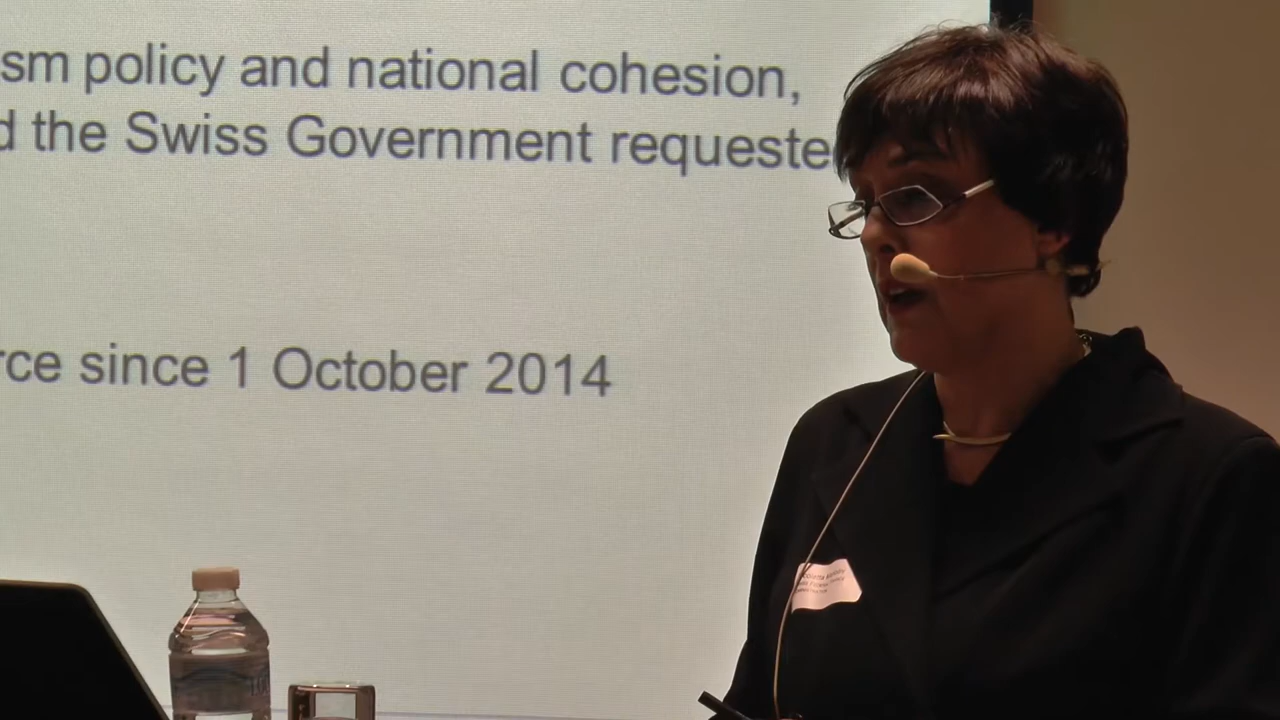 sm policy and national cohesion,
d the Swiss Government requeste
rce since 1 October 2014